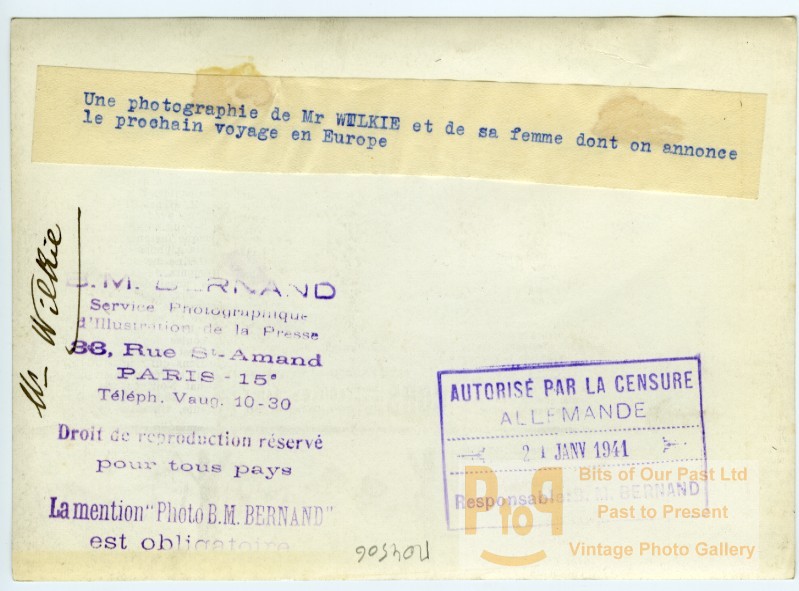 Une photographie de Mr WILKIE et de sa femme dont on annonce
le prochain voyage en Europe
Mr Wilkie
B.M. BERNAND
Service Photographique
d'Illustration de la Presse
33, Rue St-Amand
PARIS - 15e
Téléph. Vaug. 10-30
Droit de reproduction réservé
pour tous pays
La mention "Photo B.M. BERNAND"
est obligatoire
AUTORISÉ PAR LA CENSURE
ALLEMANDE
21 JANV 1941
Responsable: B. M. BERNAND
PtoP
Bits of Our Past Ltd
Past to Present
Vintage Photo Gallery